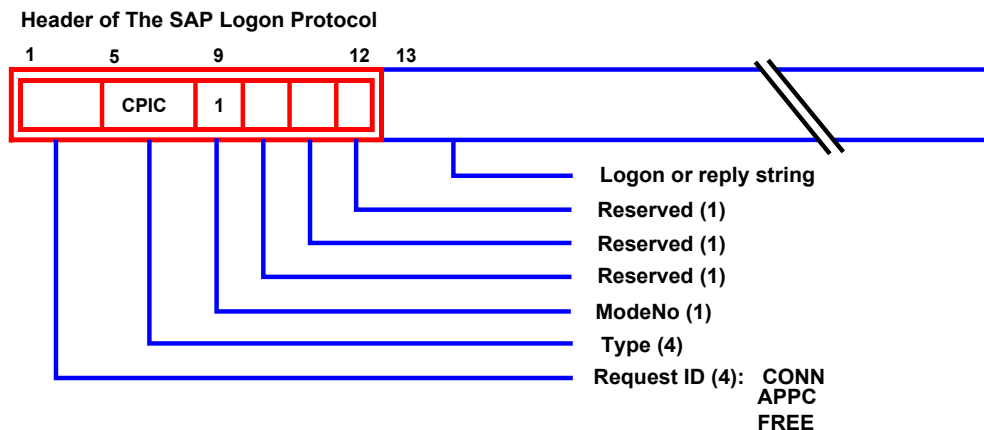 Header of The SAP Logon Protocol
1 5 9 12 13
CPIC 1
Logon or reply string
Reserved (1)
Reserved (1)
Reserved (1)
ModeNo (1)
Type (4)
Request ID (4): CONN
APPC
FREE